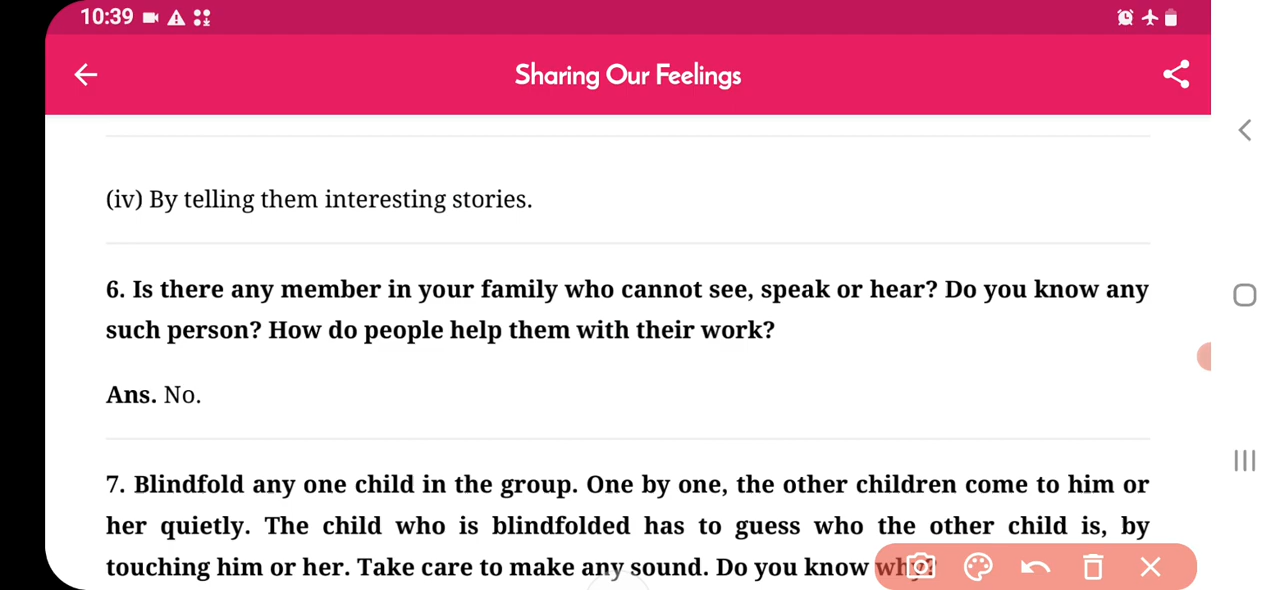 10:39
Sharing Our Feelings
(iv) By telling them interesting stories.
6. Is there any member in your family who cannot see, speak or hear? Do you know any
such person? How do people help them with their work?
Ans. No.
7. Blindfold any one child in the group. One by one, the other children come to him or
her quietly. The child who is blindfolded has to guess who the other child is, by
touching him or her. Take care to make any sound. Do you know why?